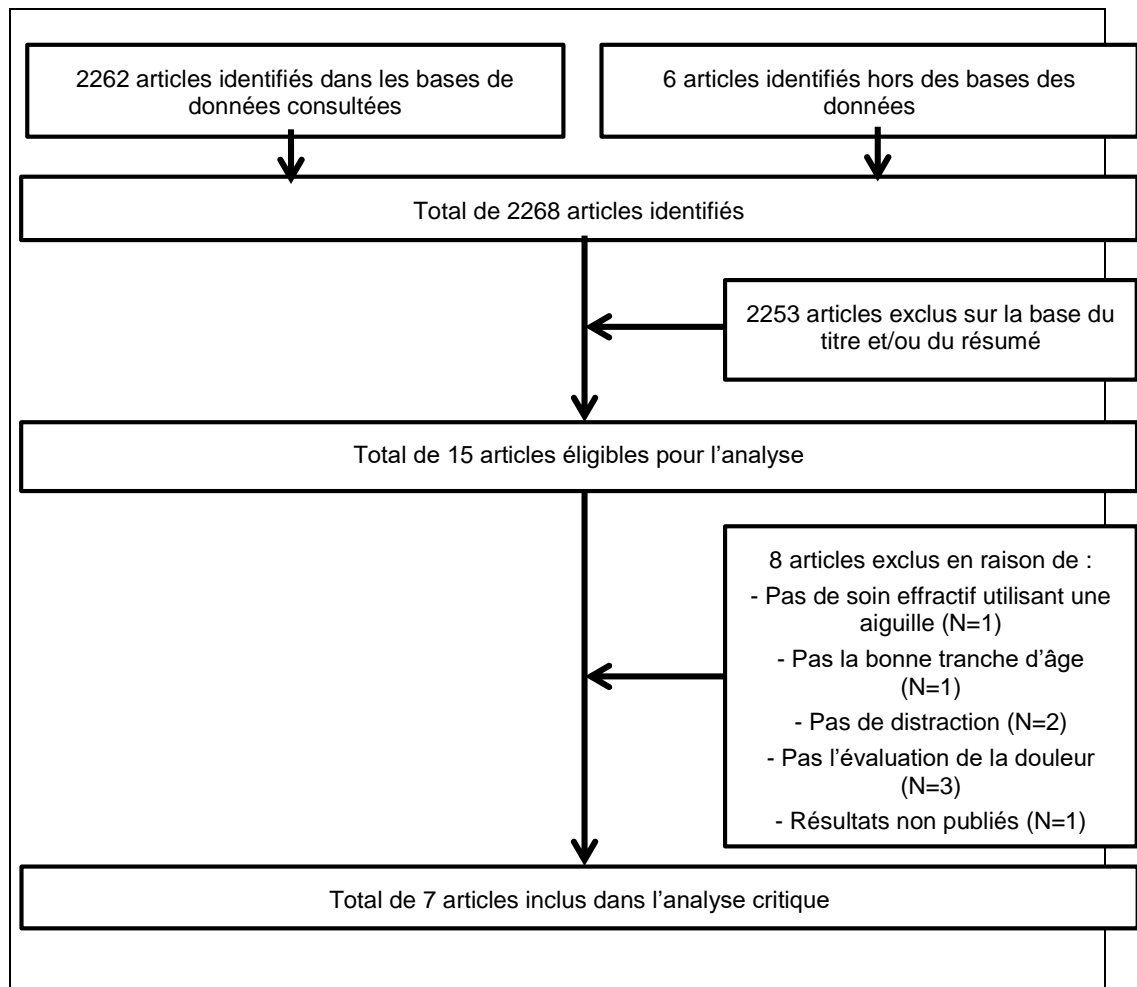 2262 articles identifiés dans les bases de
données consultées
6 articles identifiés hors des bases des
données
Total de 2268 articles identifiés
2253 articles exclus sur la base du
titre et/ou du résumé
Total de 15 articles éligibles pour l’analyse
8 articles exclus en raison de :
- Pas de soin effractif utilisant une
aiguille (N=1)
- Pas la bonne tranche d’âge
(N=1)
- Pas de distraction (N=2)
- Pas l’évaluation de la douleur
(N=3)
- Résultats non publiés (N=1)
Total de 7 articles inclus dans l’analyse critique